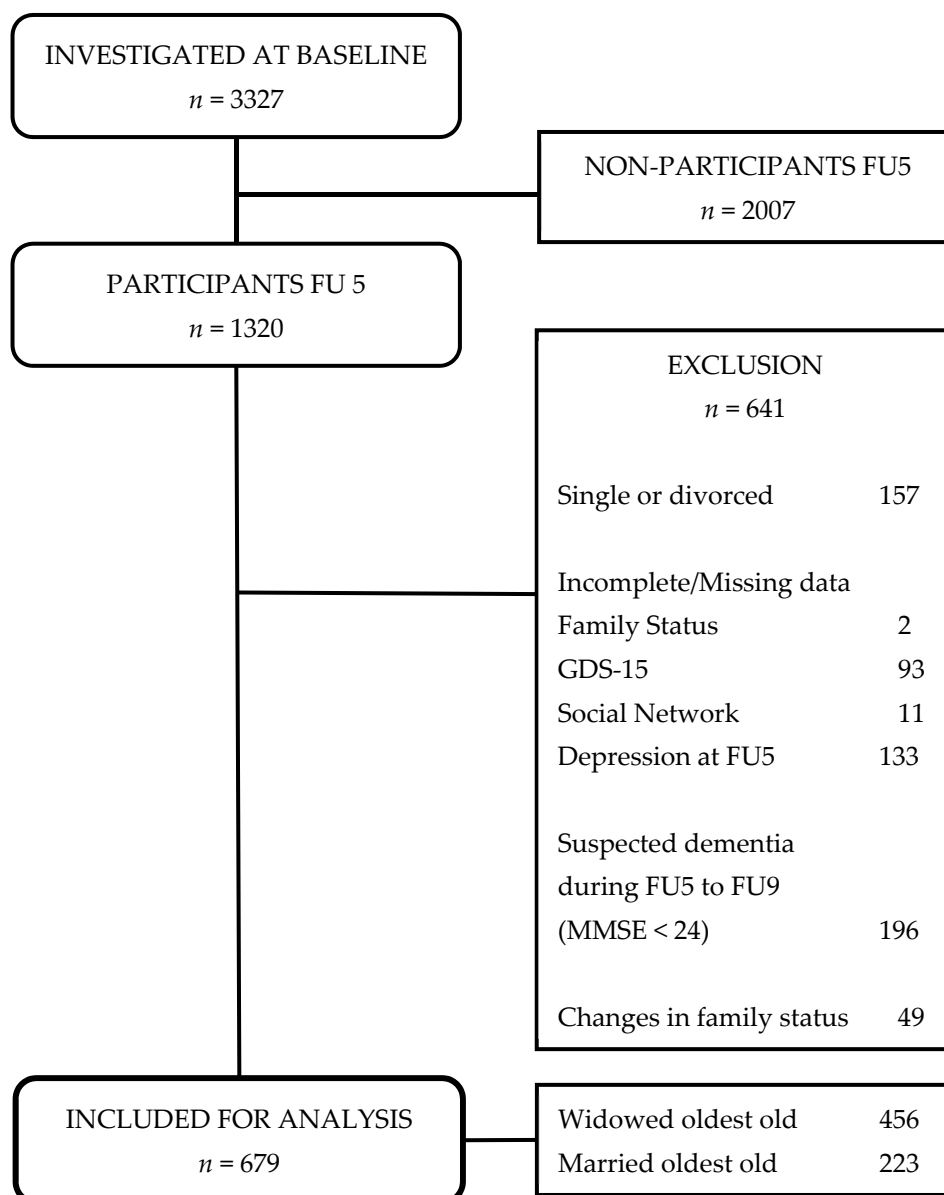 INVESTIGATED AT BASELINE
n = 3327
NON-PARTICIPANTS FU5
n = 2007
PARTICIPANTS FU 5
n = 1320
EXCLUSION
n = 641
Single or divorced 157
Incomplete/Missing data
Family Status 2
GDS-15 93
Social Network 11
Depression at FU5 133
Suspected dementia
during FU5 to FU9
(MMSE < 24) 196
Changes in family status 49
INCLUDED FOR ANALYSIS
n = 679
Widowed oldest old 456
Married oldest old 223